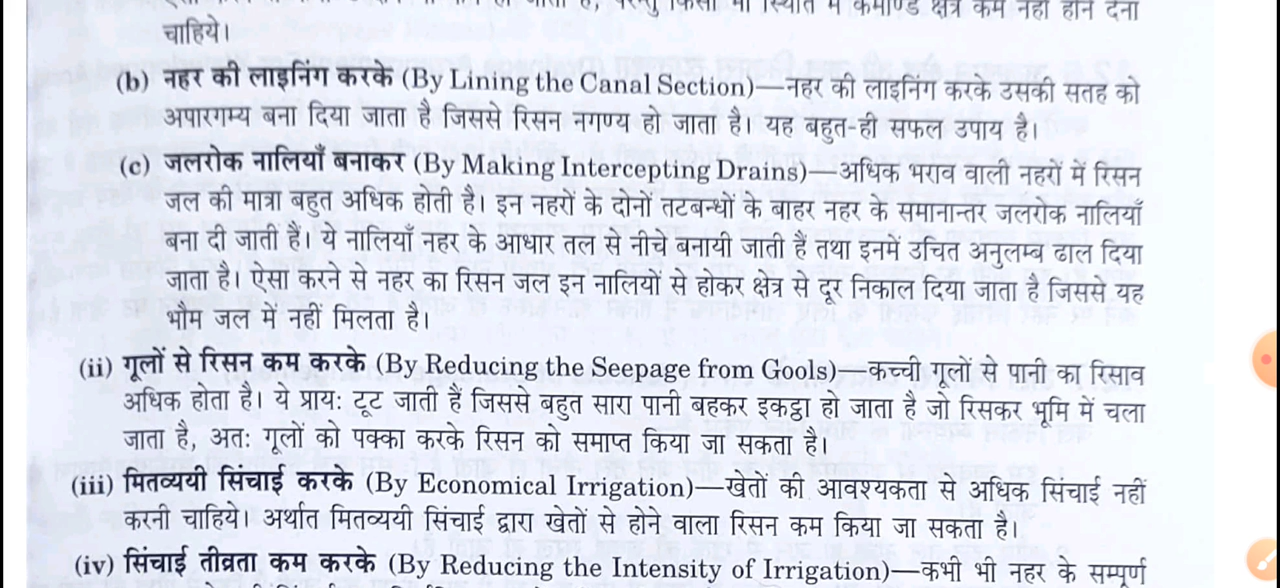 नहीं होने देना
चाहिये।
(b) नहर की लाइनिंग करके (By Lining the Canal Section)—नहर की लाइनिंग करके उसकी सतह को
अपारगम्य बना दिया जाता है जिससे रिसन नगण्य हो जाता है। यह बहुत-ही सफल उपाय है।
(c) जलरोक नालियाँ बनाकर (By Making Intercepting Drains)—अधिक भराव वाली नहरों में रिसन
जल की मात्रा बहुत अधिक होती है। इन नहरों के दोनों तटबन्धों के बाहर नहर के समानान्तर जलरोक नालियाँ
बना दी जाती हैं। ये नालियाँ नहर के आधार तल से नीचे बनायी जाती हैं तथा इनमें उचित अनुलम्ब ढाल दिया
जाता है। ऐसा करने से नहर का रिसन जल इन नालियों से होकर क्षेत्र से दूर निकाल दिया जाता है जिससे यह
भौम जल में नहीं मिलता है।
(ii) गूलों से रिसन कम करके (By Reducing the Seepage from Gools)—कच्ची गूलों से पानी का रिसाव
अधिक होता है। ये प्राय: टूट जाती हैं जिससे बहुत सारा पानी बहकर इकट्ठा हो जाता है जो रिसकर भूमि में चला
जाता है, अत: गूलों को पक्का करके रिसन को समाप्त किया जा सकता है।
(iii) मितव्ययी सिंचाई करके (By Economical Irrigation)—खेतों की आवश्यकता से अधिक सिंचाई नहीं
करनी चाहिये। अर्थात मितव्ययी सिंचाई द्वारा खेतों से होने वाला रिसन कम किया जा सकता है।
(iv) सिंचाई तीव्रता कम करके (By Reducing the Intensity of Irrigation)—कभी भी नहर के सम्पूर्ण